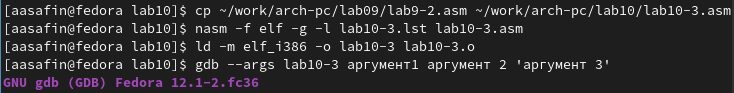 [aasafin@fedora lab10]$ cp ~/work/arch-pc/lab09/lab9-2.asm ~/work/arch-pc/lab10/lab10-3.asm
[aasafin@fedora lab10]$ nasm -f elf -g -l lab10-3.lst lab10-3.asm
[aasafin@fedora lab10]$ ld -m elf_i386 -o lab10-3 lab10-3.o
[aasafin@fedora lab10]$ gdb --args lab10-3 аргумент1 аргумент 2 'аргумент 3'
GNU gdb (GDB) Fedora 12.1-2.fc36